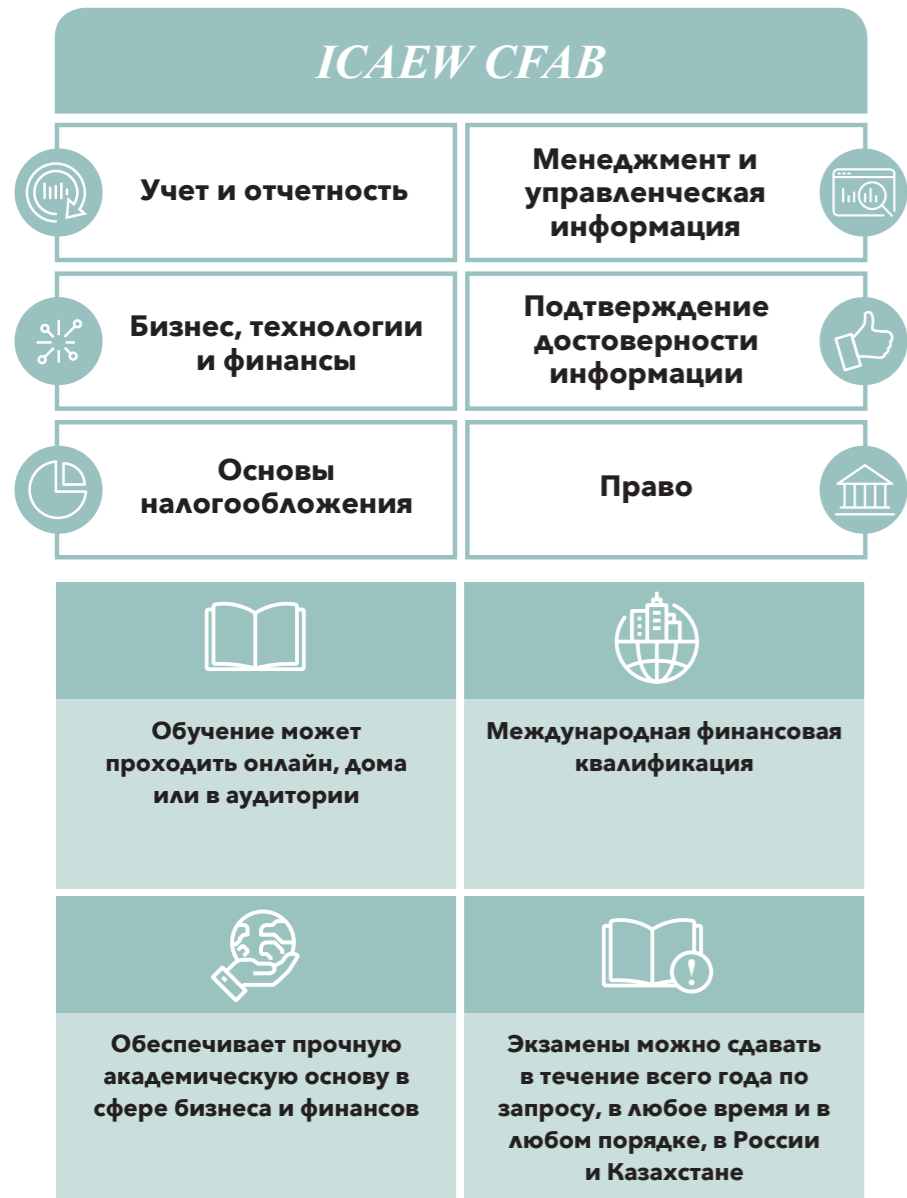 ICAEW CFAB
Учет и отчетность
Менеджмент и
управленческая
информация
Бизнес, технологии
и финансы
Подтверждение
достоверности
информации
Основы
налогообложения
Право
Обучение может
проходить онлайн, дома
или в аудитории
Международная финансовая
квалификация
Обеспечивает прочную
академическую основу в
сфере бизнеса и финансов
Экзамены можно сдавать
в течение всего года по
запросу, в любое время и в
любом порядке, в России
и Казахстане